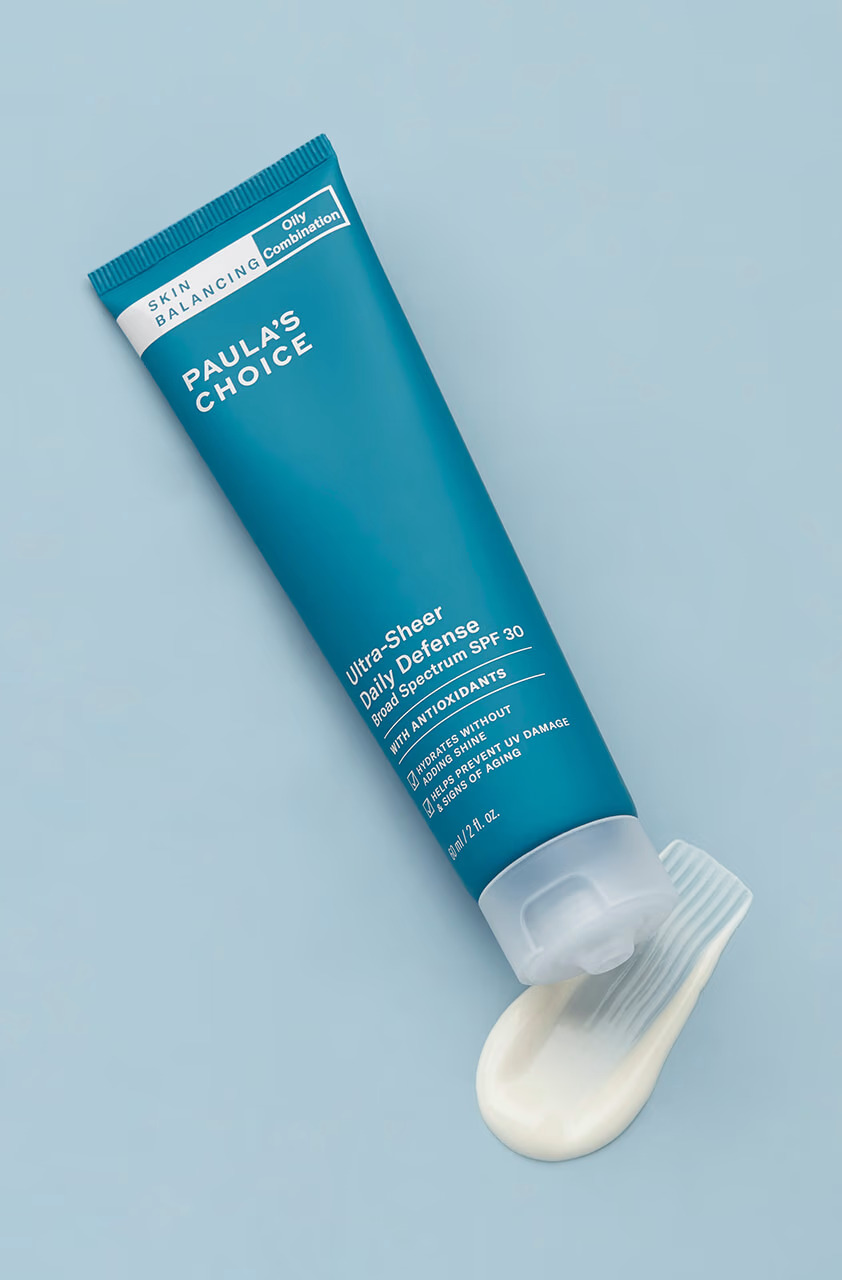 SKIN
BALANCING
Oily
Combination
PAULA'S
CHOICE
Ultra-Sheer
Daily Defense
Broad Spectrum SPF 30
WITH ANTIOXIDANTS
HYDRATES WITHOUT
ADDING SHINE
HELPS PREVENT UV DAMAGE
& SIGNS OF AGING
60 ml / 2 fl. oz.